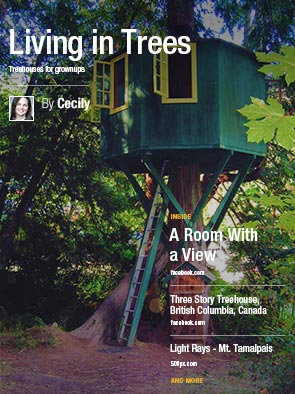 Living in Trees
Treehouses for grownups
By Cecily
INSIDE
A Room With
a View
facebook.com
Three Story Treehouse,
British Columbia, Canada
facebook.com
Light Rays - Mt. Tamalpais
500px.com
AND MORE